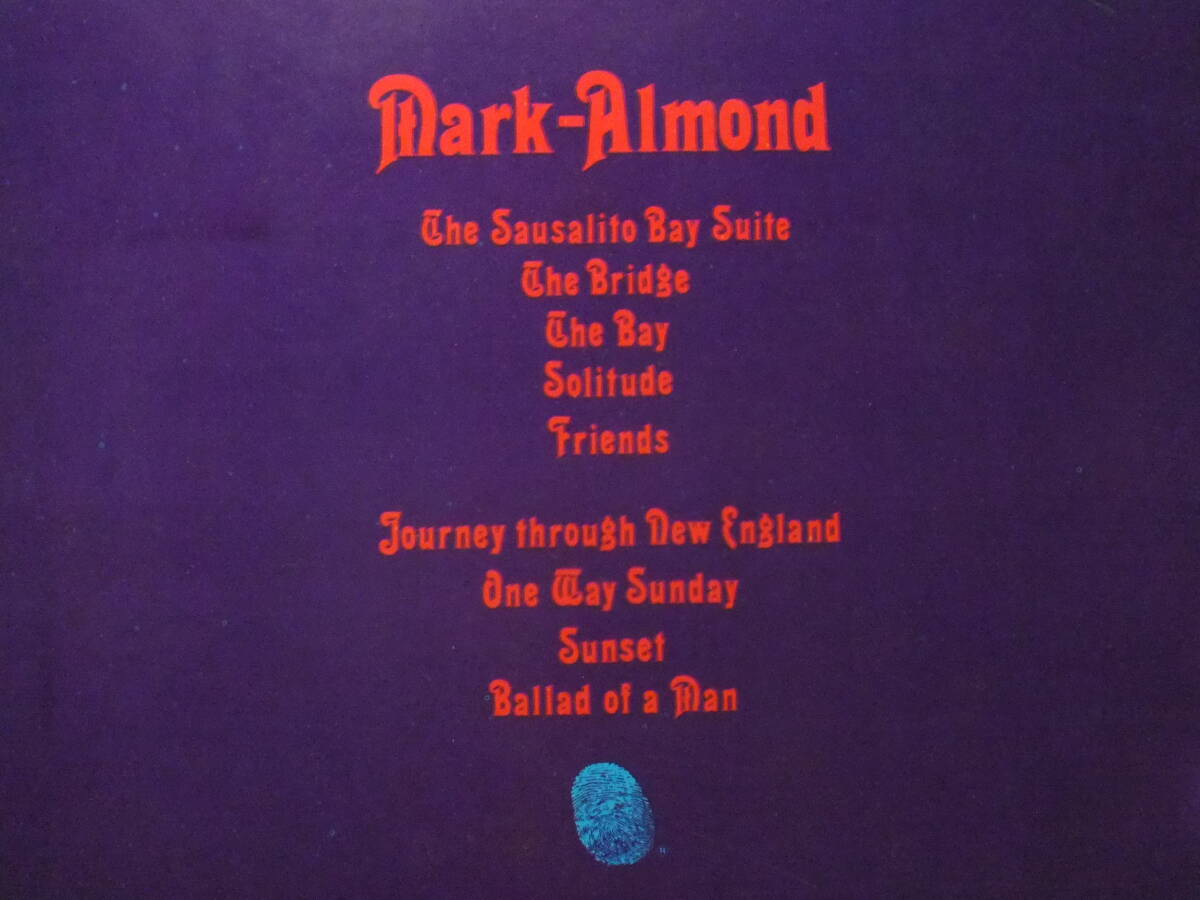 Mark-Almond
The Sausalito Bay Suite
The Bridge
The Bay
Solitude
Friends
Journey through New England
One Way Sunday
Sunset
Ballad of a Man